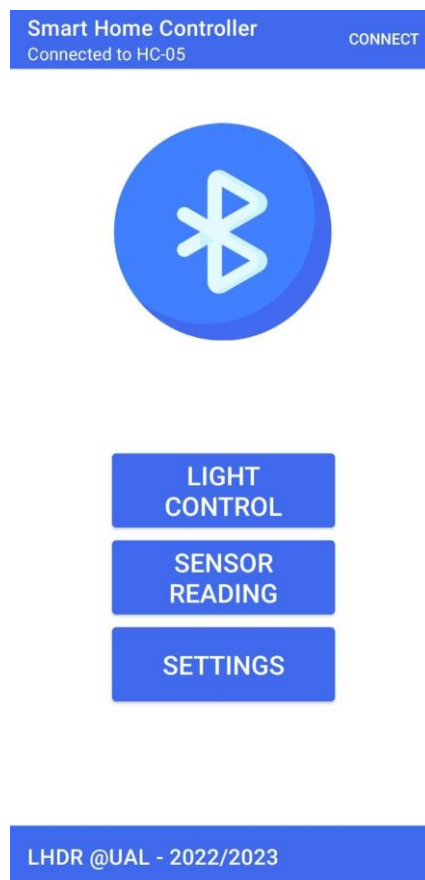 Smart Home Controller
CONNECT
Connected to HC-05
LIGHT
CONTROL
SENSOR
READING
SETTINGS
LHDR @UAL - 2022/2023